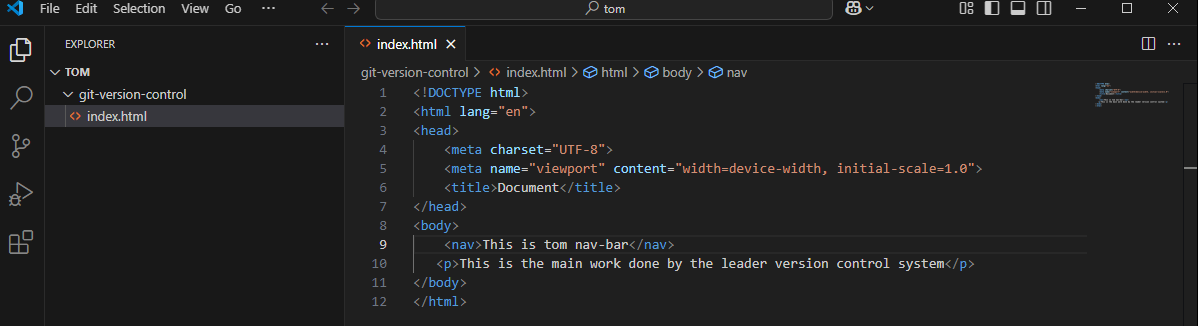 File Edit Selection View Go ··· tom
EXPLORER ···
TOM
git-version-control
index.html
index.html
git-version-control > index.html > html > body > nav
1 <!DOCTYPE html>
2 <html lang="en">
3 <head>
4     <meta charset="UTF-8">
5     <meta name="viewport" content="width=device-width, initial-scale=1.0">
6     <title>Document</title>
7 </head>
8 <body>
9     <nav>This is tom nav-bar</nav>
10    <p>This is the main work done by the leader version control system</p>
11 </body>
12 </html>